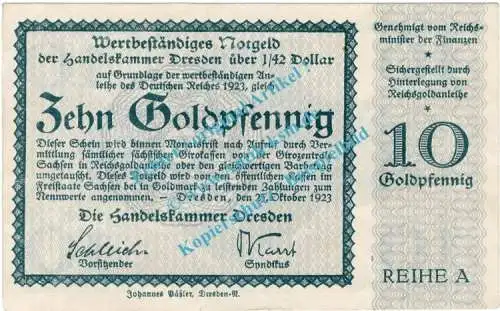 Wertbeständiges Notgeld
der Handelskammer Dresden über 1/42 Dollar
auf Grundlage der wertbeständigen An-
leihe des Deutschen Reiches 1923, gleich
Zehn Goldpfennig
Dieser Schein wird binnen Monatsfrist nach Aufruf durch Ver-
mittlung sämtlicher sächsischen Girokassen oder der Girozentrale
Sachsen in Reichsgoldanleihe oder den gleichwertigen Barbetrag
umgetauscht. Dieses Notgeld wird von den öffentlichen Kassen im
Freistaate Sachsen bei in Goldmark zu leistenden Zahlungen zum
Nennwerte angenommen. – Dresden, den 27. Oktober 1923
Die Handelskammer Dresden
Vorsitzender
Syndikus
Johannes Päßler, Dresden-N.
Genehmigt vom Reichs-
minister der Finanzen
*
Sichergestellt durch
Hinterlegung von
Reichsgoldanleihe
*
10
Goldpfennig
REIHE A